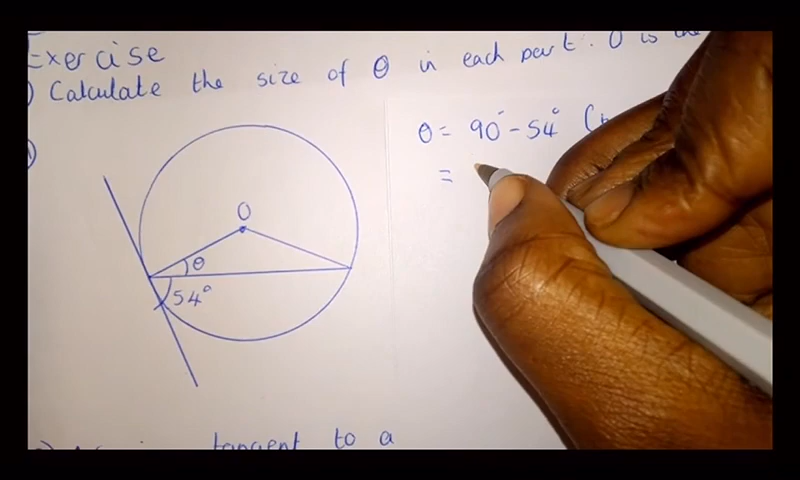 Exercise
) Calculate the size of θ in each part. O is the
θ = 90° - 54° (
=
O
θ
54°
tangent to a